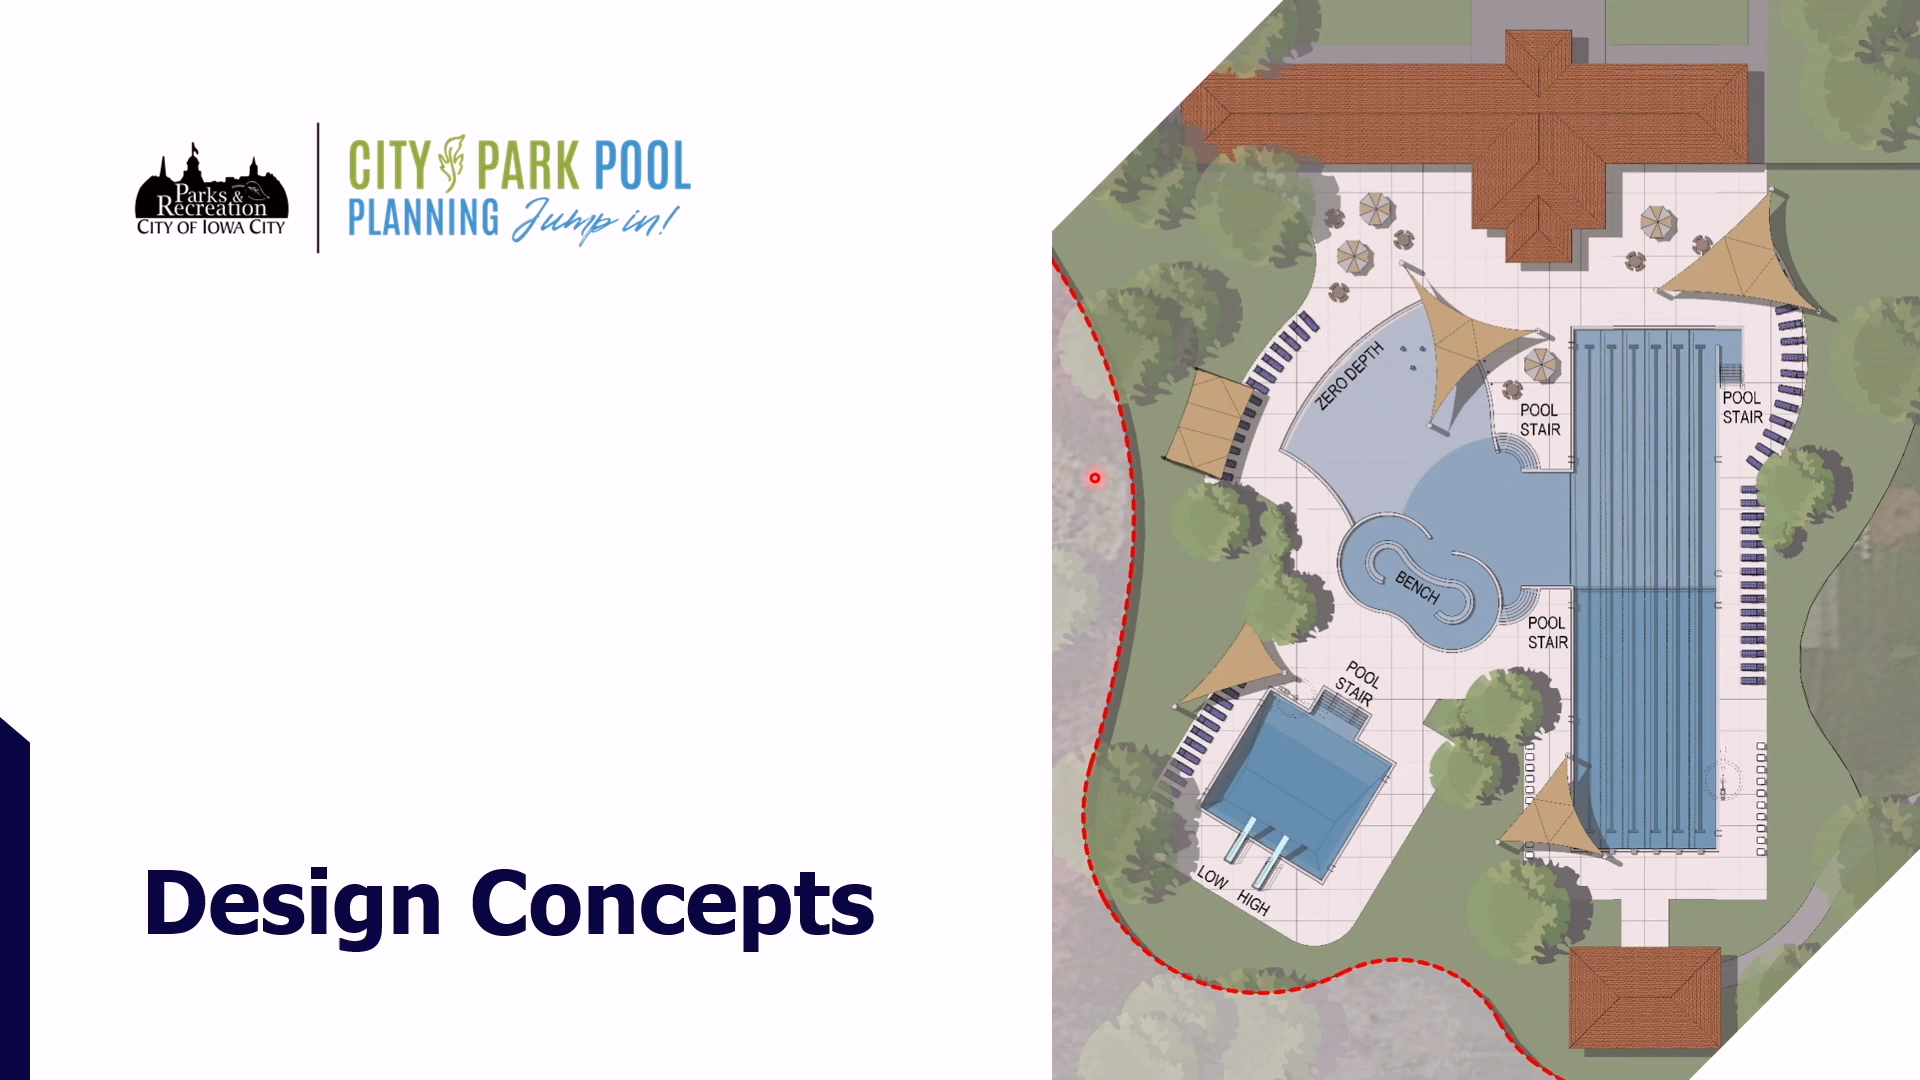 Parks &
Recreation
CITY OF IOWA CITY
CITY PARK POOL
PLANNING Jump in!
Design Concepts
ZERO DEPTH
POOL
STAIR
POOL
STAIR
BENCH
POOL
STAIR
POOL
STAIR
LOW
HIGH